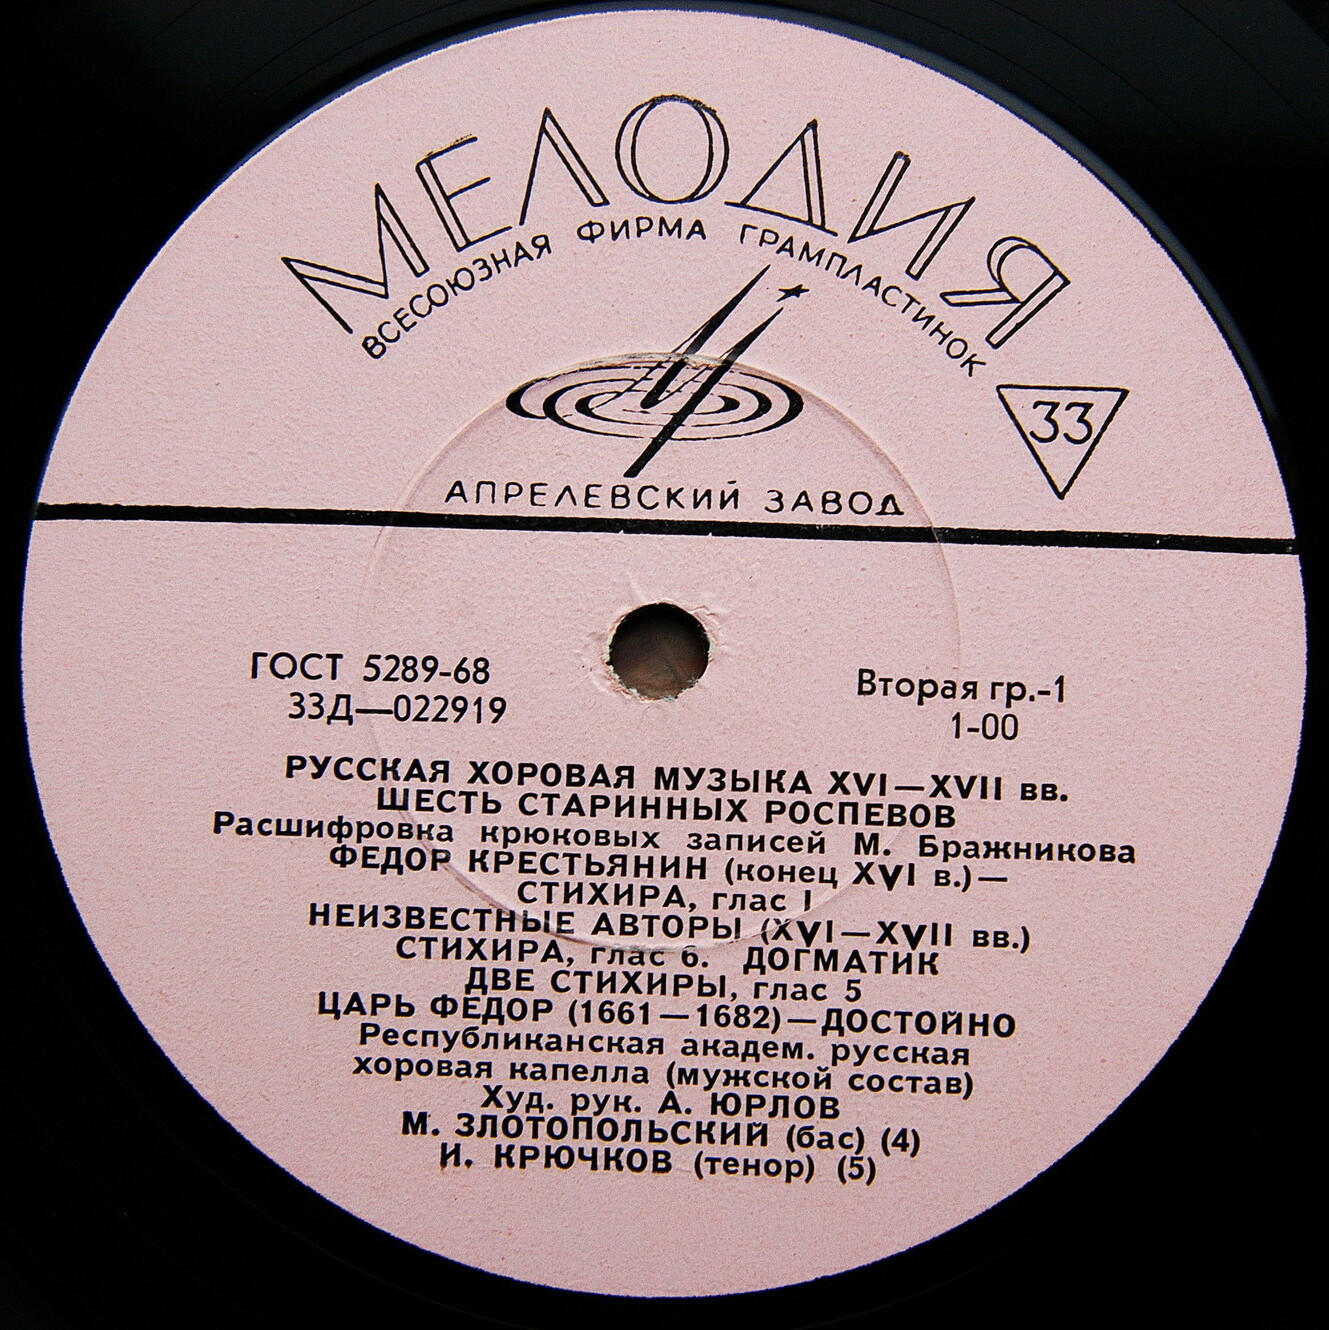 МЕЛОДИЯ
ВСЕСОЮЗНАЯ ФИРМА ГРАМПЛАСТИНОК
33
АПРЕЛЕВСКИЙ ЗАВОД
ГОСТ 5289-68
33Д—022919
Вторая гр.-1
1-00
РУССКАЯ ХОРОВАЯ МУЗЫКА XVI—XVII вв.
ШЕСТЬ СТАРИННЫХ РОСПЕВОВ
Расшифровка крюковых записей М. Бражникова
ФЕДОР КРЕСТЬЯНИН (конец XVI в.)—
СТИХИРА, глас I
НЕИЗВЕСТНЫЕ АВТОРЫ (XVI—XVII вв.)
СТИХИРА, глас 6. ДОГМАТИК
ДВЕ СТИХИРЫ, глас 5
ЦАРЬ ФЕДОР (1661—1682)—ДОСТОЙНО
Республиканская академ. русская
хоровая капелла (мужской состав)
Худ. рук. А. ЮРЛОВ
М. ЗЛОТОПОЛЬСКИЙ (бас) (4)
И. КРЮЧКОВ (тенор) (5)